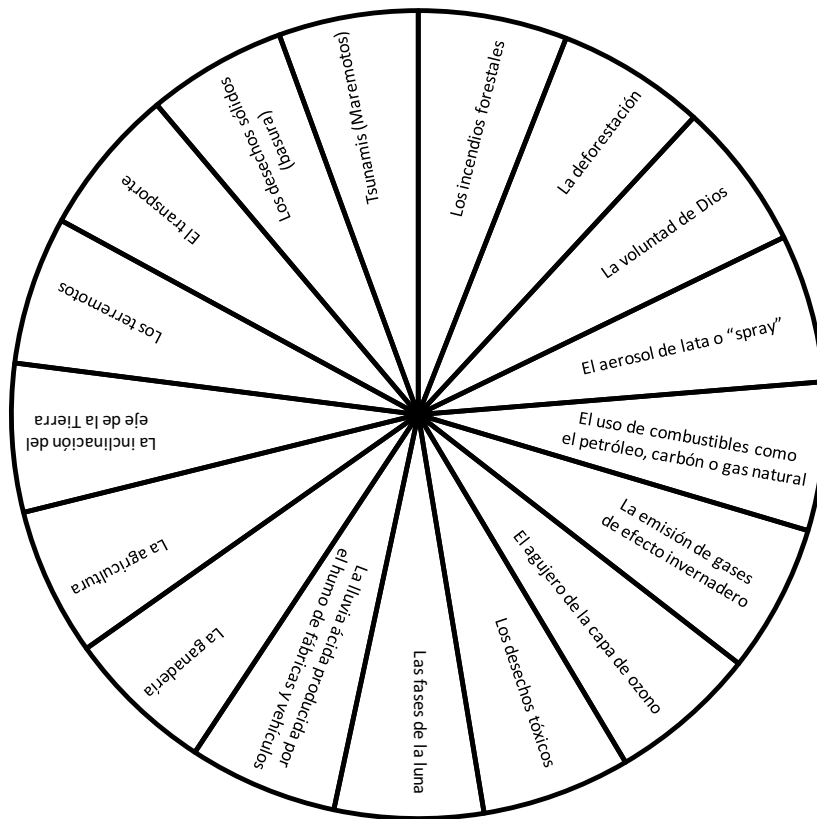 Los incendios forestales
La deforestación
La voluntad de Dios
El aerosol de lata o “spray”
El uso de combustibles como
el petróleo, carbón o gas natural
La emisión de gases
de efecto invernadero
El agujero de la capa de ozono
Los desechos tóxicos
Las fases de la luna
La lluvia ácida producida por
el humo de fábricas y vehículos
La ganadería
La agricultura
La inclinación del
eje de la Tierra
Los terremotos
El transporte
Los desechos sólidos
(basura)
Tsunamis (Maremotos)